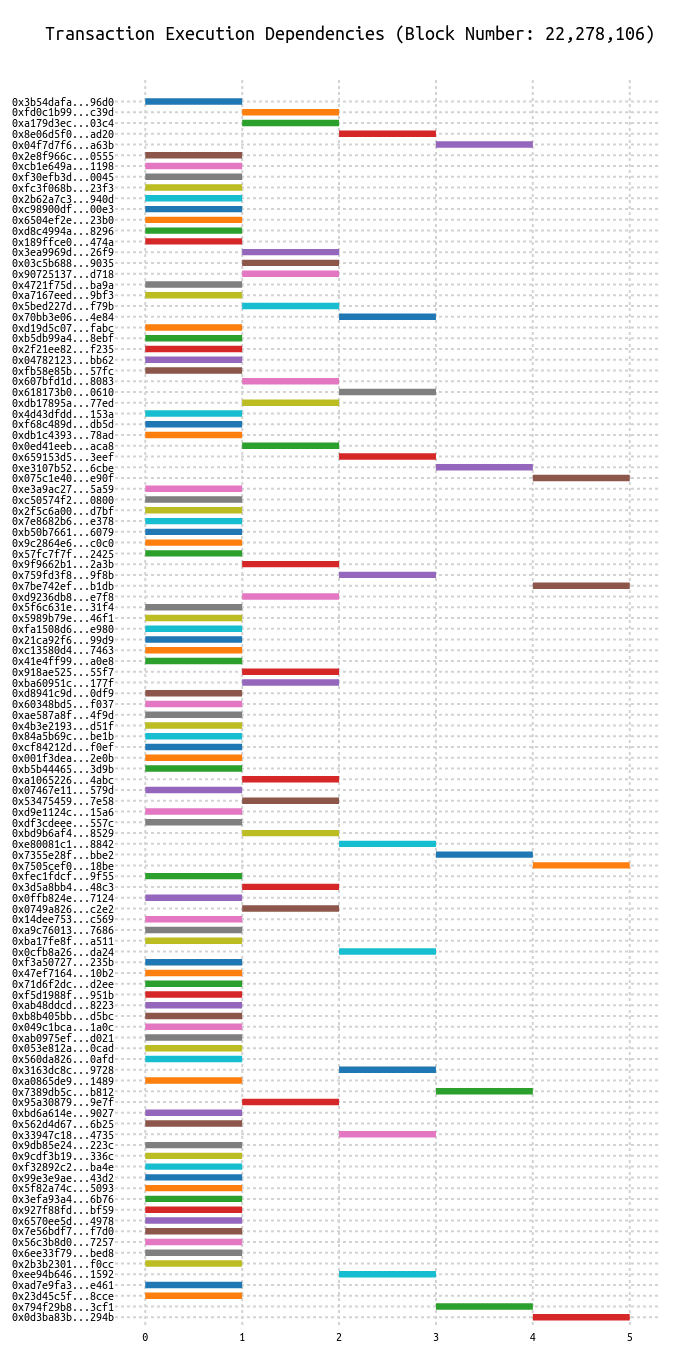 Transaction Execution Dependencies (Block Number: 22,278,106)
0x3b54dafa...96d0
0xfd0c1b99...c39d
0xa179d3ec...03c4
0x8e06d5f0...ad20
0x04f7d7f6...a63b
0x2e8f966c...0555
0xcb1e649a...1198
0xf30efb3d...0045
0xfc3f068b...23f3
0x2b62a7c3...940d
0xc98900df...00e3
0x6504ef2e...23b0
0xd8c4994a...8296
0x189ffce0...474a
0x3ea9969d...26f9
0x03c5b688...9035
0x90725137...d718
0x4721f75d...ba9a
0xa7167eed...9bf3
0x5bed227d...f79b
0x70bb3e06...4e84
0xd19d5c07...fabc
0xb5db99a4...8ebf
0x2f21ee82...f235
0x04782123...bb62
0xfb58e85b...57fc
0x607bfd1d...8083
0x618173b0...0610
0xdb17895a...77ed
0x4d43dfdd...153a
0xf68c489d...db5d
0xdb1c4393...78ad
0x0ed41eeb...aca8
0x659153d5...3eef
0xe3107b52...6cbe
0x075c1e40...e90f
0xe3a9ac27...5a59
0xc50574f2...0800
0x2f5c6a00...d7bf
0x7e8682b6...e378
0xb50b7661...6079
0x9c2864e6...c0c0
0x57fc7f7f...2425
0x9f9662b1...2a3b
0x759fd3f8...9f8b
0x7be742ef...b1db
0xd9236db8...e7f8
0x5f6c631e...31f4
0x5989b79e...46f1
0xfa1508d6...e980
0x21ca92f6...99d9
0xc13580d4...7463
0x41e4ff99...a0e8
0x918ae525...55f7
0xba60951c...177f
0xd8941c9d...0df9
0x60348bd5...f037
0xae587a8f...4f9d
0x4b3e2193...d51f
0x84a5b69c...be1b
0xcf84212d...f0ef
0x001f3dea...2e0b
0xb5b44465...3d9b
0xa1065226...4abc
0x07467e11...579d
0x53475459...7e58
0xd9e1124c...15a6
0xdf3cdeee...557c
0xbd9b6af4...8529
0xe80081c1...8842
0x7355e28f...bbe2
0x7505cef0...18be
0xfec1fdcf...9f55
0x3d5a8bb4...48c3
0x0ffb824e...7124
0x0749a826...c2e2
0x14dee753...c569
0xa9c76013...7686
0xba17fe8f...a511
0x0cfb8a26...da24
0xf3a50727...235b
0x47ef7164...10b2
0x71d6f2dc...d2ee
0xf5d1988f...951b
0xab48ddcd...8223
0xb8b405bb...d5bc
0x049c1bca...1a0c
0xab0975ef...d021
0x053e812a...0cad
0x560da826...0afd
0x3163dc8c...9728
0xa0865de9...1489
0x7389db5c...b812
0x95a30879...9e7f
0xbd6a614e...9027
0x562d4d67...6b25
0x33947c18...4735
0x9db85e24...223c
0x9cdf3b19...336c
0xf32892c2...ba4e
0x99e3e9ae...43d2
0x5f82a74c...5093
0x3efa93a4...6b76
0x927f88fd...bf59
0x6570ee5d...4978
0x7e56bdf7...f7d0
0x56c3b8d0...7257
0x6ee33f79...bed8
0x2b3b2301...f0cc
0xee94b646...1592
0xad7e9fa3...e461
0x23d45c5f...8cce
0x794f29b8...3cf1
0x0d3ba83b...294b
0 1 2 3 4 5